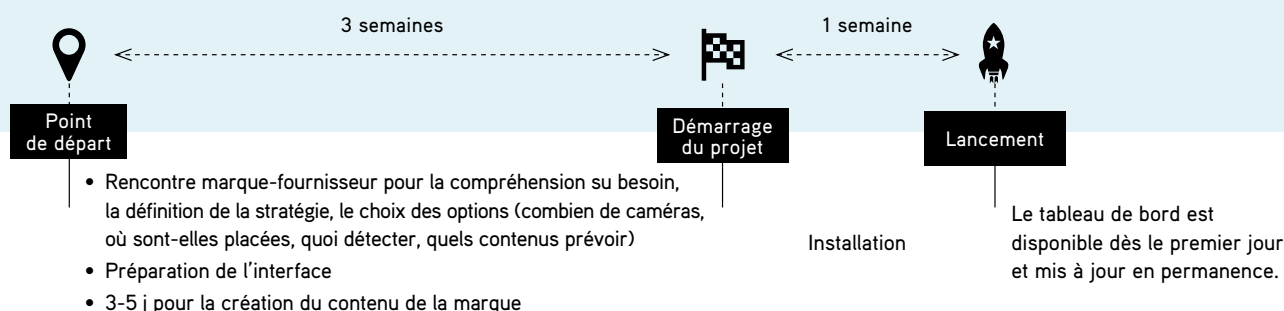 3 semaines
1 semaine
Point
de départ
Démarrage
du projet
Lancement
• Rencontre marque-fournisseur pour la compréhension su besoin,
la définition de la stratégie, le choix des options (combien de caméras,
où sont-elles placées, quoi détecter, quels contenus prévoir)
• Préparation de l'interface
• 3-5 j pour la création du contenu de la marque
Installation
Le tableau de bord est
disponible dès le premier jour
et mis à jour en permanence.